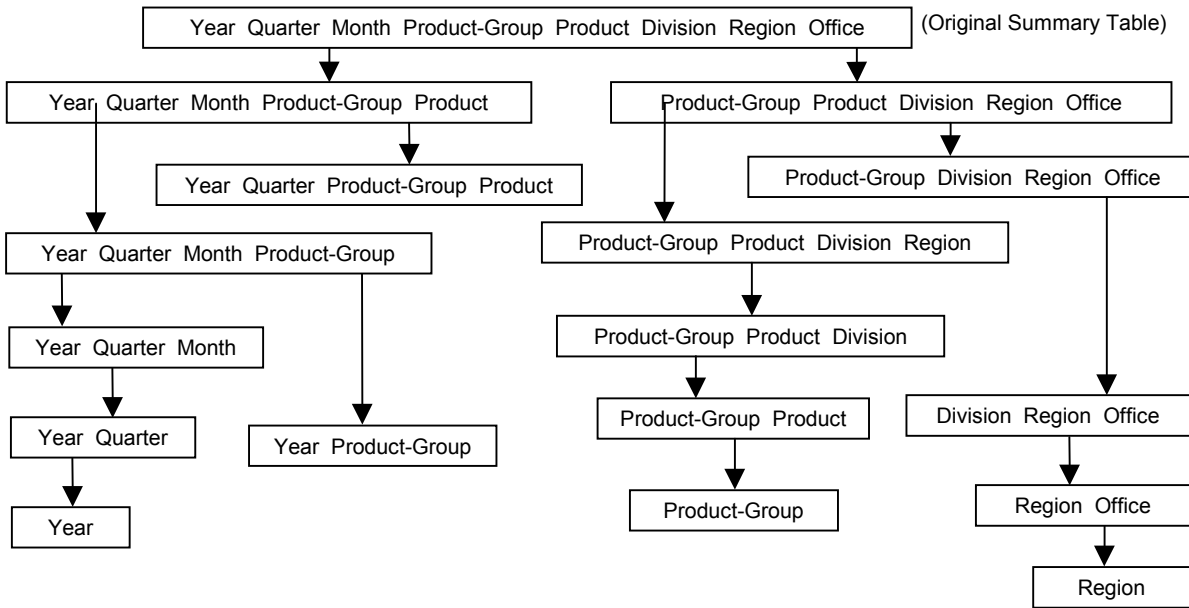 Year Quarter Month Product-Group Product Division Region Office
(Original Summary Table)
Year Quarter Month Product-Group Product
Product-Group Product Division Region Office
Year Quarter Product-Group Product
Product-Group Division Region Office
Year Quarter Month Product-Group
Product-Group Product Division Region
Year Quarter Month
Product-Group Product Division
Year Quarter
Year Product-Group
Product-Group Product
Division Region Office
Year
Product-Group
Region Office
Region